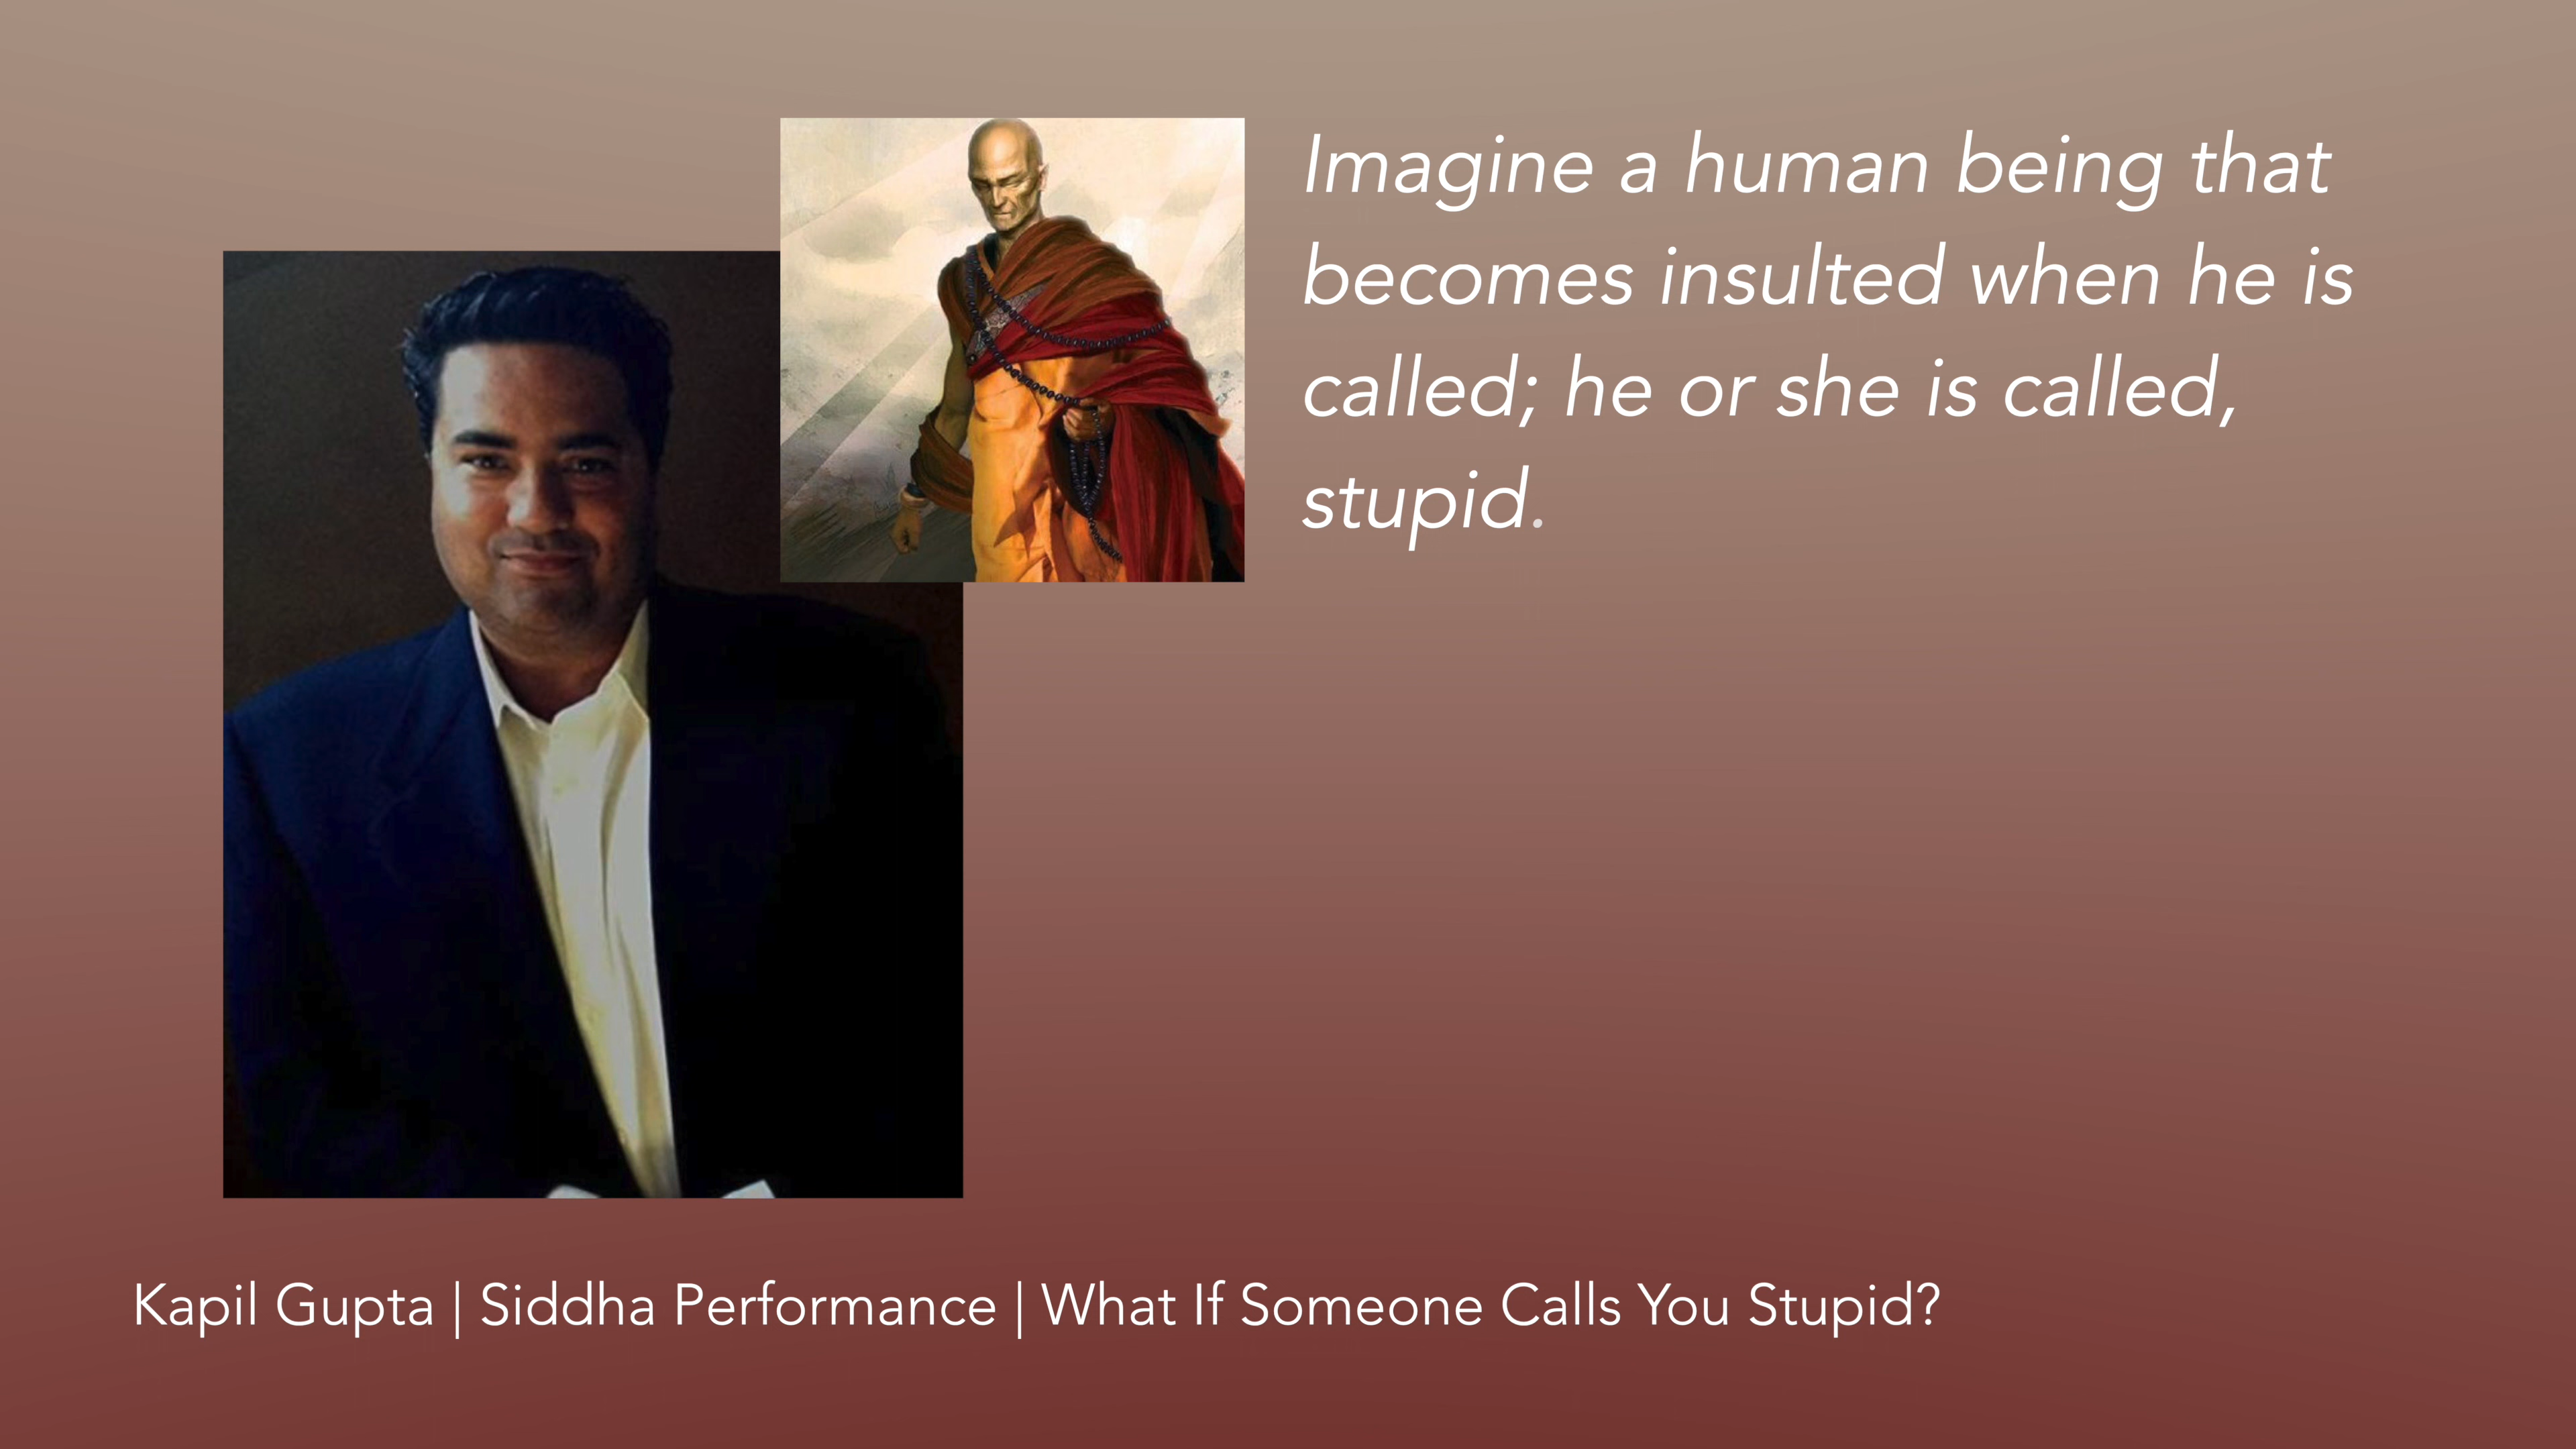 Imagine a human being that
becomes insulted when he is
called; he or she is called,
stupid.
Kapil Gupta | Siddha Performance | What If Someone Calls You Stupid?